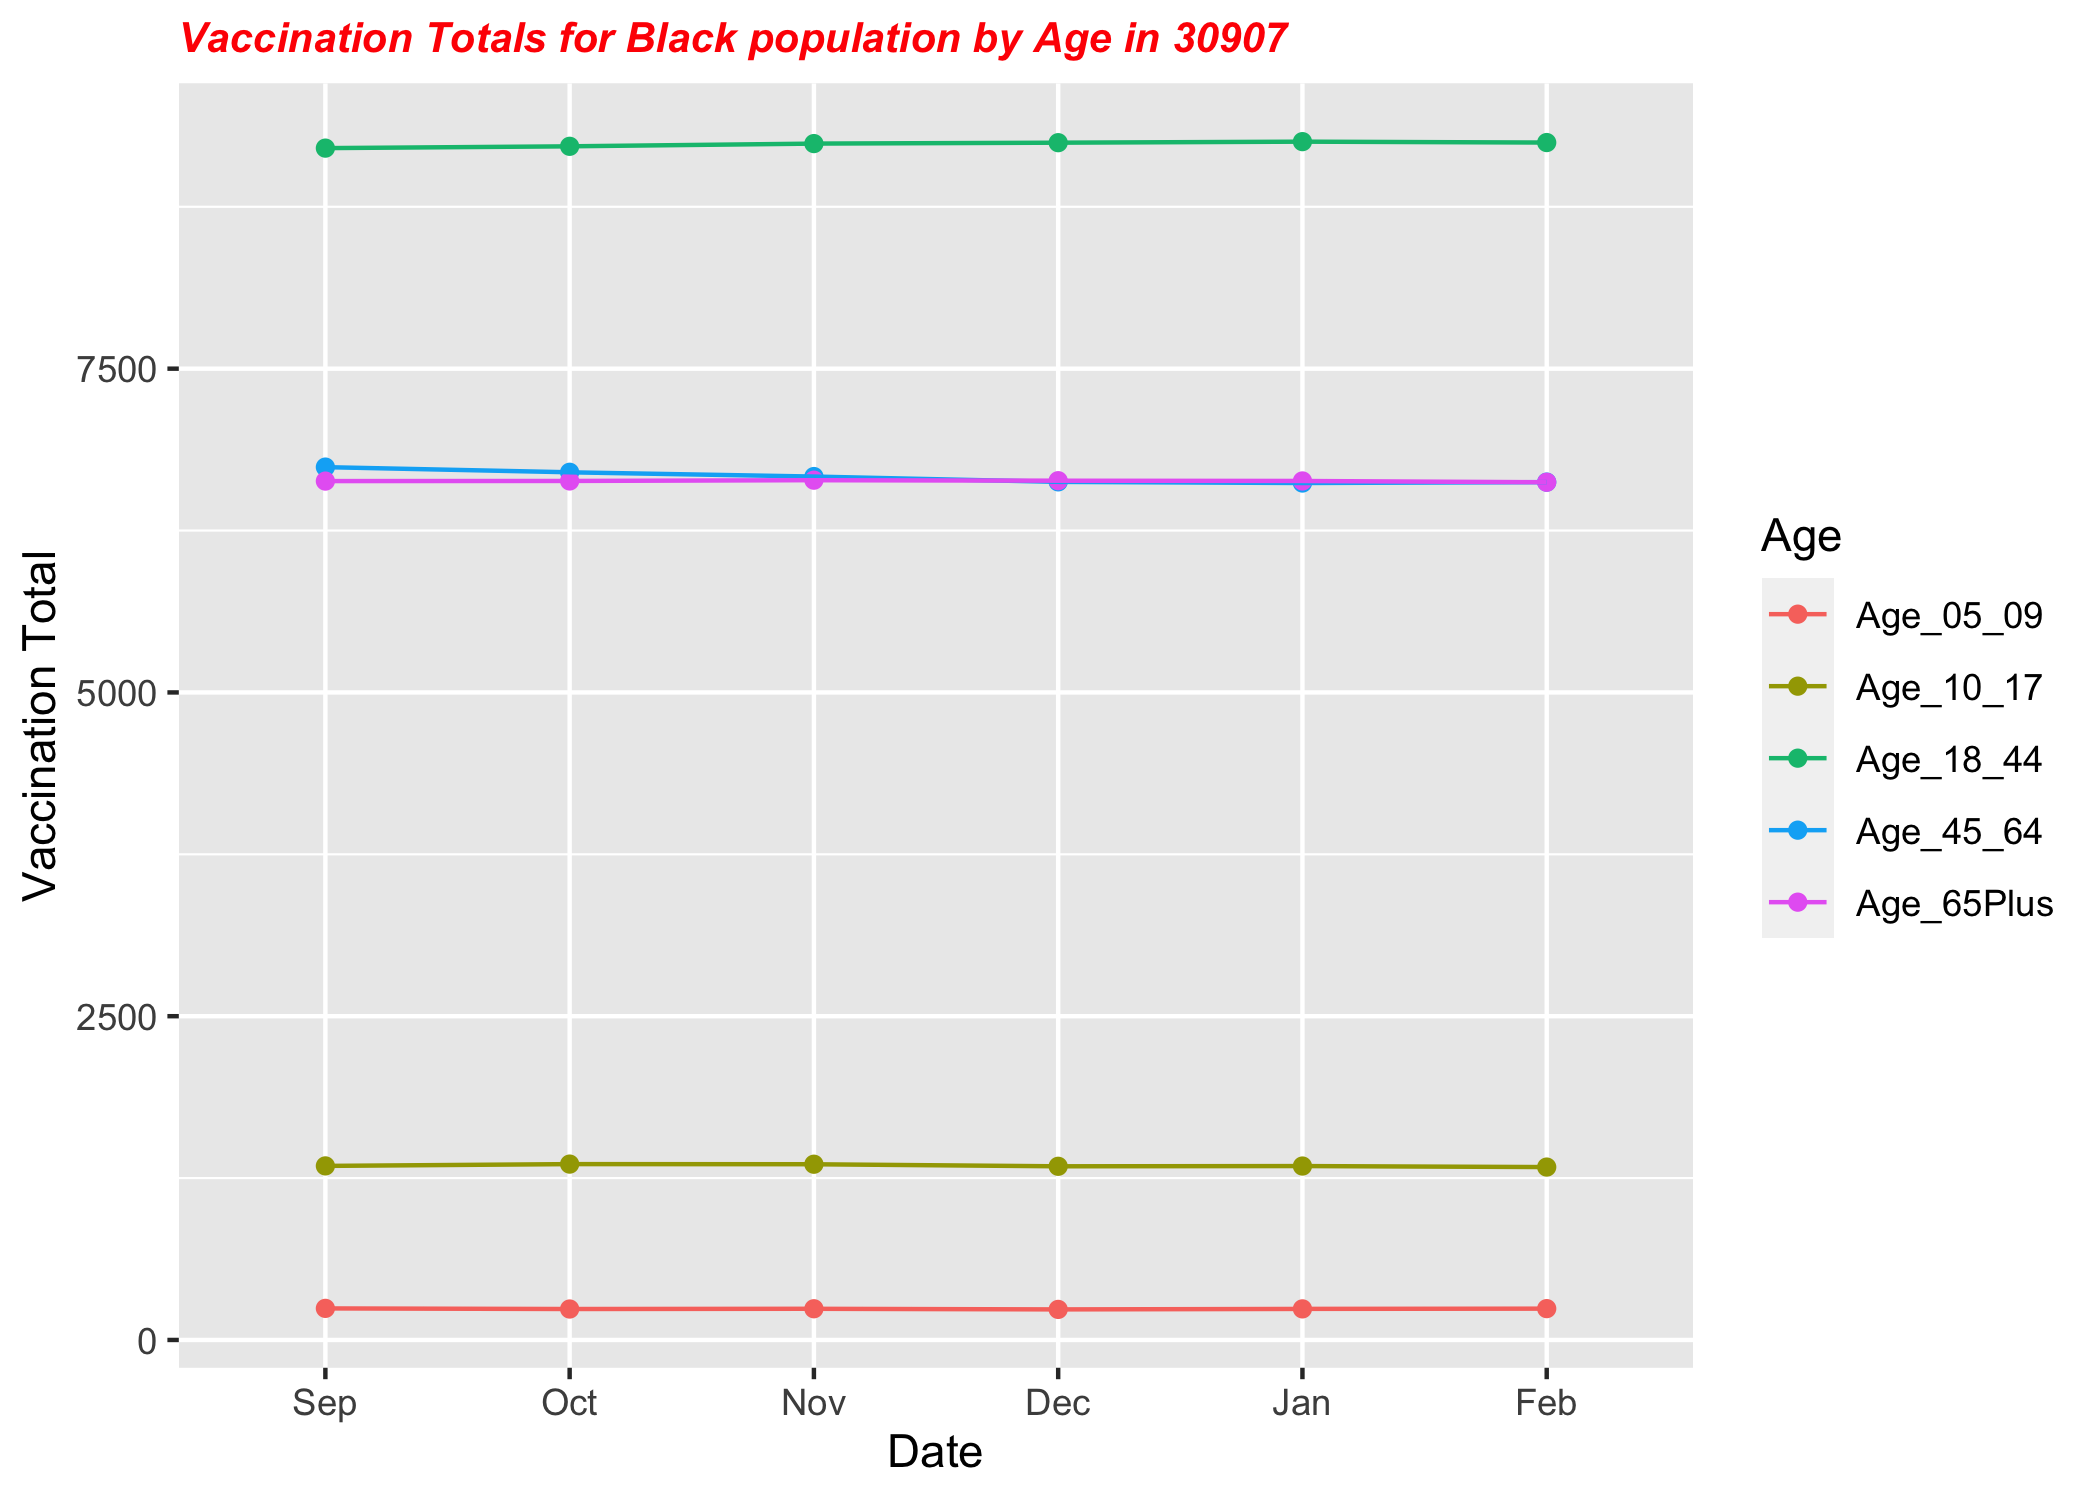 Vaccination Totals for Black population by Age in 30907
Vaccination Total
7500
5000
2500
0
Sep Oct Nov Dec Jan Feb
Date
Age
Age_05_09
Age_10_17
Age_18_44
Age_45_64
Age_65Plus